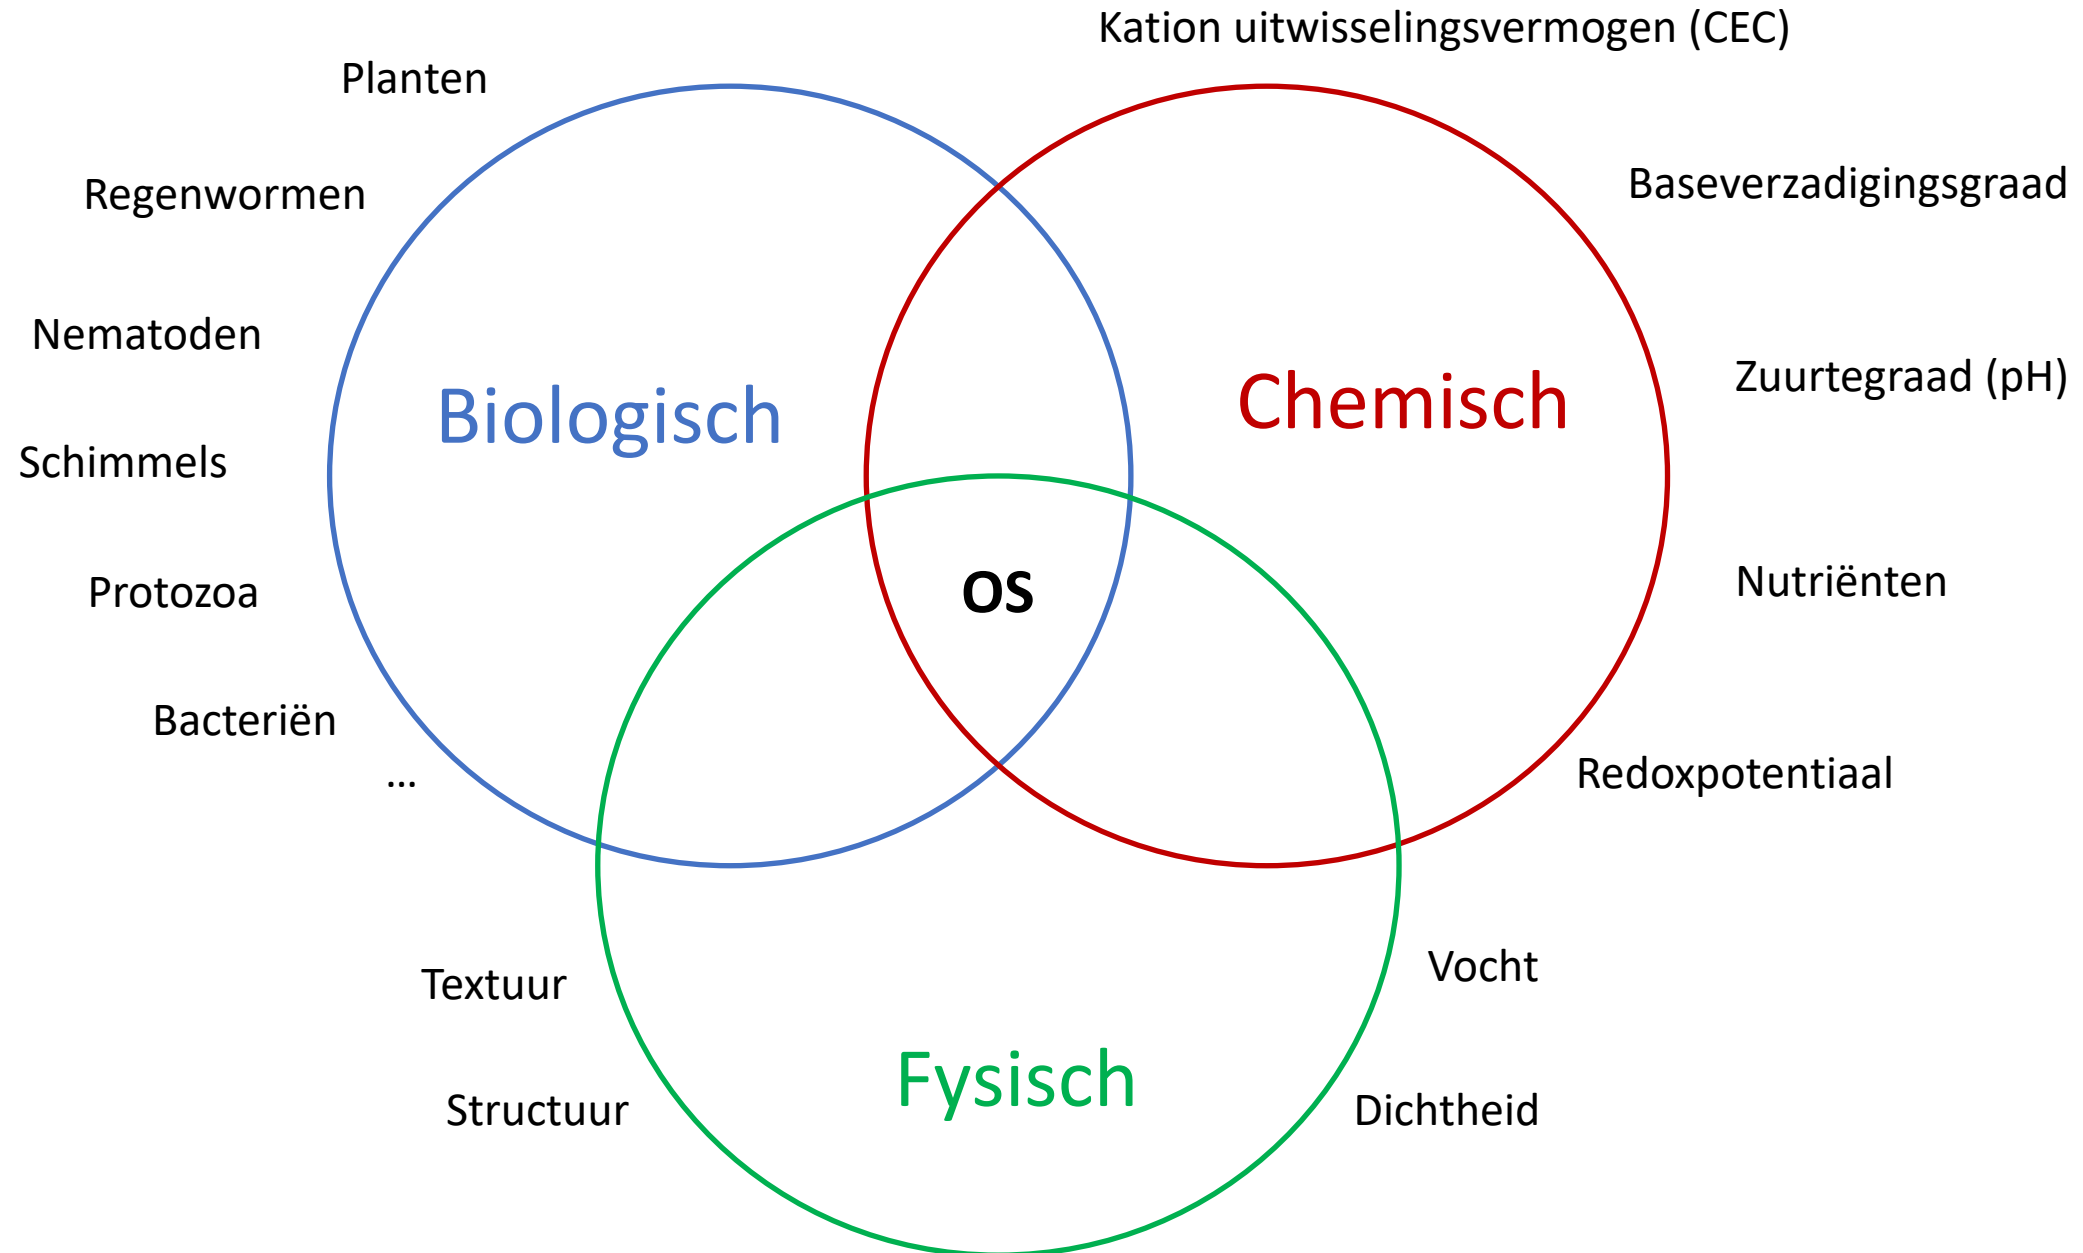 Kation uitwisselingsvermogen (CEC)
Planten
Regenwormen
Baseverzadigingsgraad
Nematoden
Zuurtegraad (pH)
Biologisch
Chemisch
Schimmels
Protozoa
OS
Nutriënten
Bacteriën
...
Redoxpotentiaal
Textuur
Vocht
Fysisch
Structuur
Dichtheid